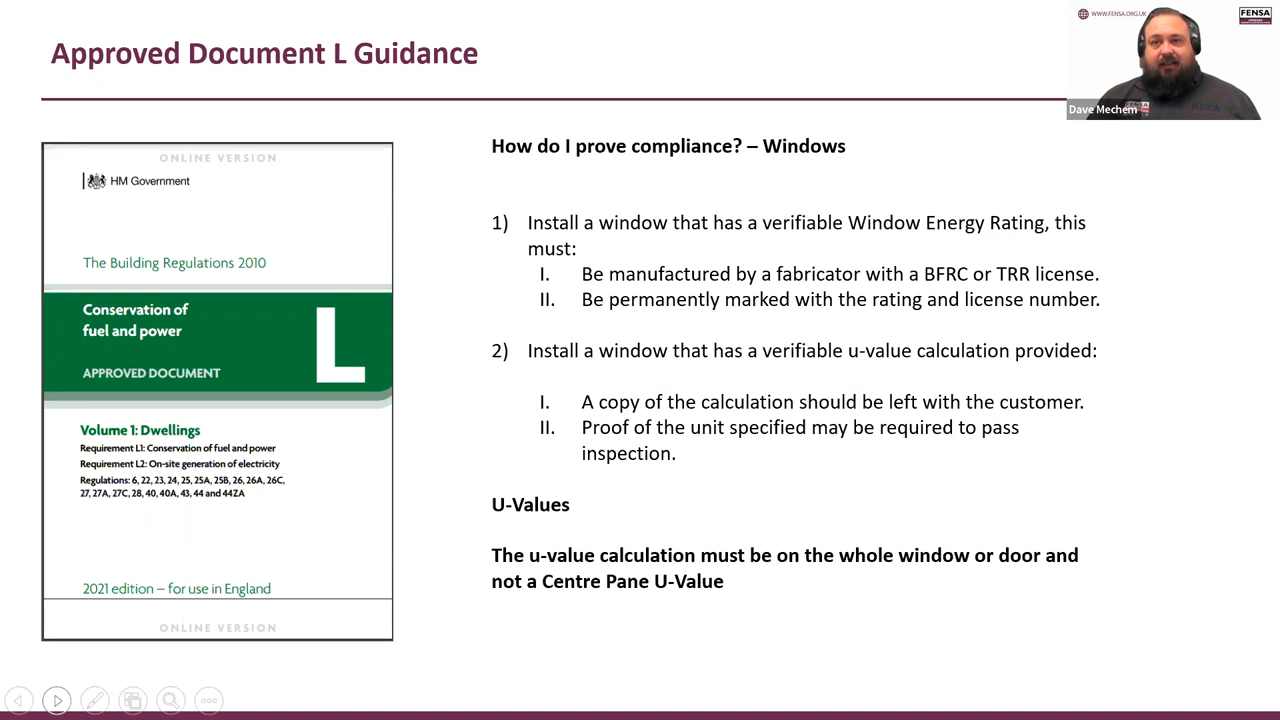 Approved Document L Guidance
WWW.FENSA.ORG.UK
FENSA
Dave Mechem
ONLINE VERSION
HM Government
The Building Regulations 2010
Conservation of
fuel and power
L
APPROVED DOCUMENT
Volume 1: Dwellings
Requirement L1: Conservation of fuel and power
Requirement L2: On-site generation of electricity
Regulations: 6, 22, 23, 24, 25, 25A, 25B, 26, 26A, 26C,
27, 27A, 27C, 28, 40, 40A, 43, 44 and 44ZA
2021 edition – for use in England
ONLINE VERSION
How do I prove compliance? – Windows
1) Install a window that has a verifiable Window Energy Rating, this
must:
I. Be manufactured by a fabricator with a BFRC or TRR license.
II. Be permanently marked with the rating and license number.
2) Install a window that has a verifiable u-value calculation provided:
I. A copy of the calculation should be left with the customer.
II. Proof of the unit specified may be required to pass
inspection.
U-Values
The u-value calculation must be on the whole window or door and
not a Centre Pane U-Value